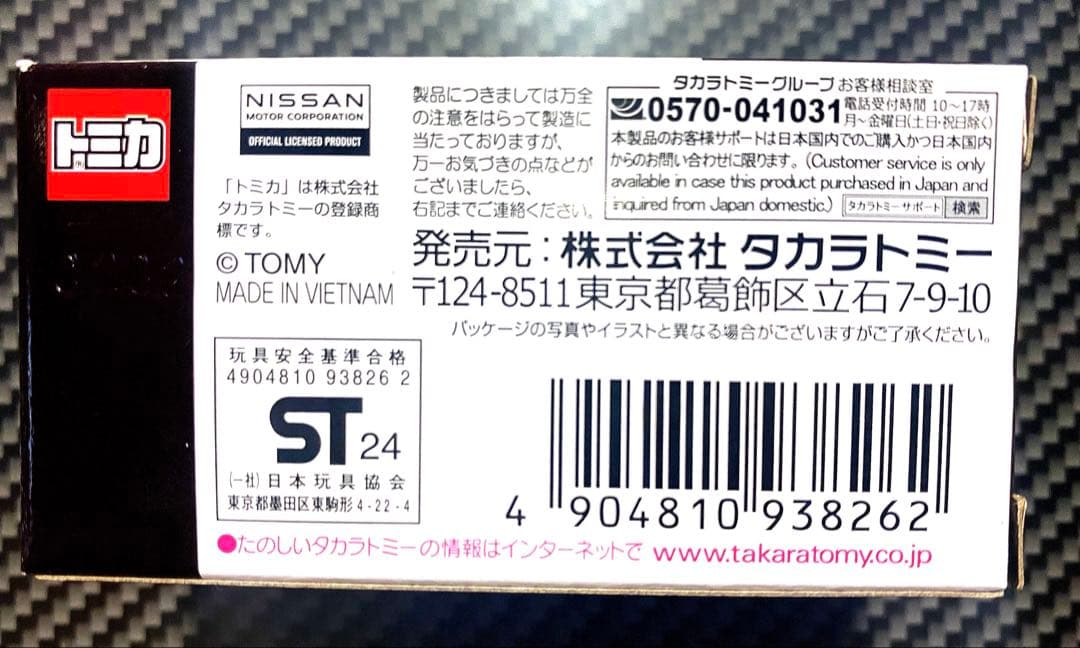 トミカ
NISSAN
MOTOR CORPORATION
OFFICIAL LICENSED PRODUCT
「トミカ」は株式会社
タカラトミーの登録商
標です。
© TOMY
MADE IN VIETNAM
製品につきましては万全
の注意をはらって製造に
当たっておりますが、
万一お気づきの点などが
ございましたら、
右記までご連絡ください。
タカラトミーグループ お客様相談室
0570-041031 電話受付時間 10〜17時
月〜金曜日(土日・祝日除く)
本製品のお客様サポートは日本国内でのご購入かつ日本国内
からのお問い合わせに限ります。(Customer service is only
available in case this product purchased in Japan and
inquired from Japan domestic.) タカラトミーサポート 検索
発売元：株式会社 タカラトミー
〒124-8511東京都葛飾区立石7-9-10
パッケージの写真やイラストと異なる場合がございますがご了承ください。
玩具安全基準合格
4904810 93826 2
ST 24
(一社)日本玩具協会
東京都墨田区東駒形4-22-4
4 904810 938262
●たのしいタカラトミーの情報はインターネットで www.takaratomy.co.jp